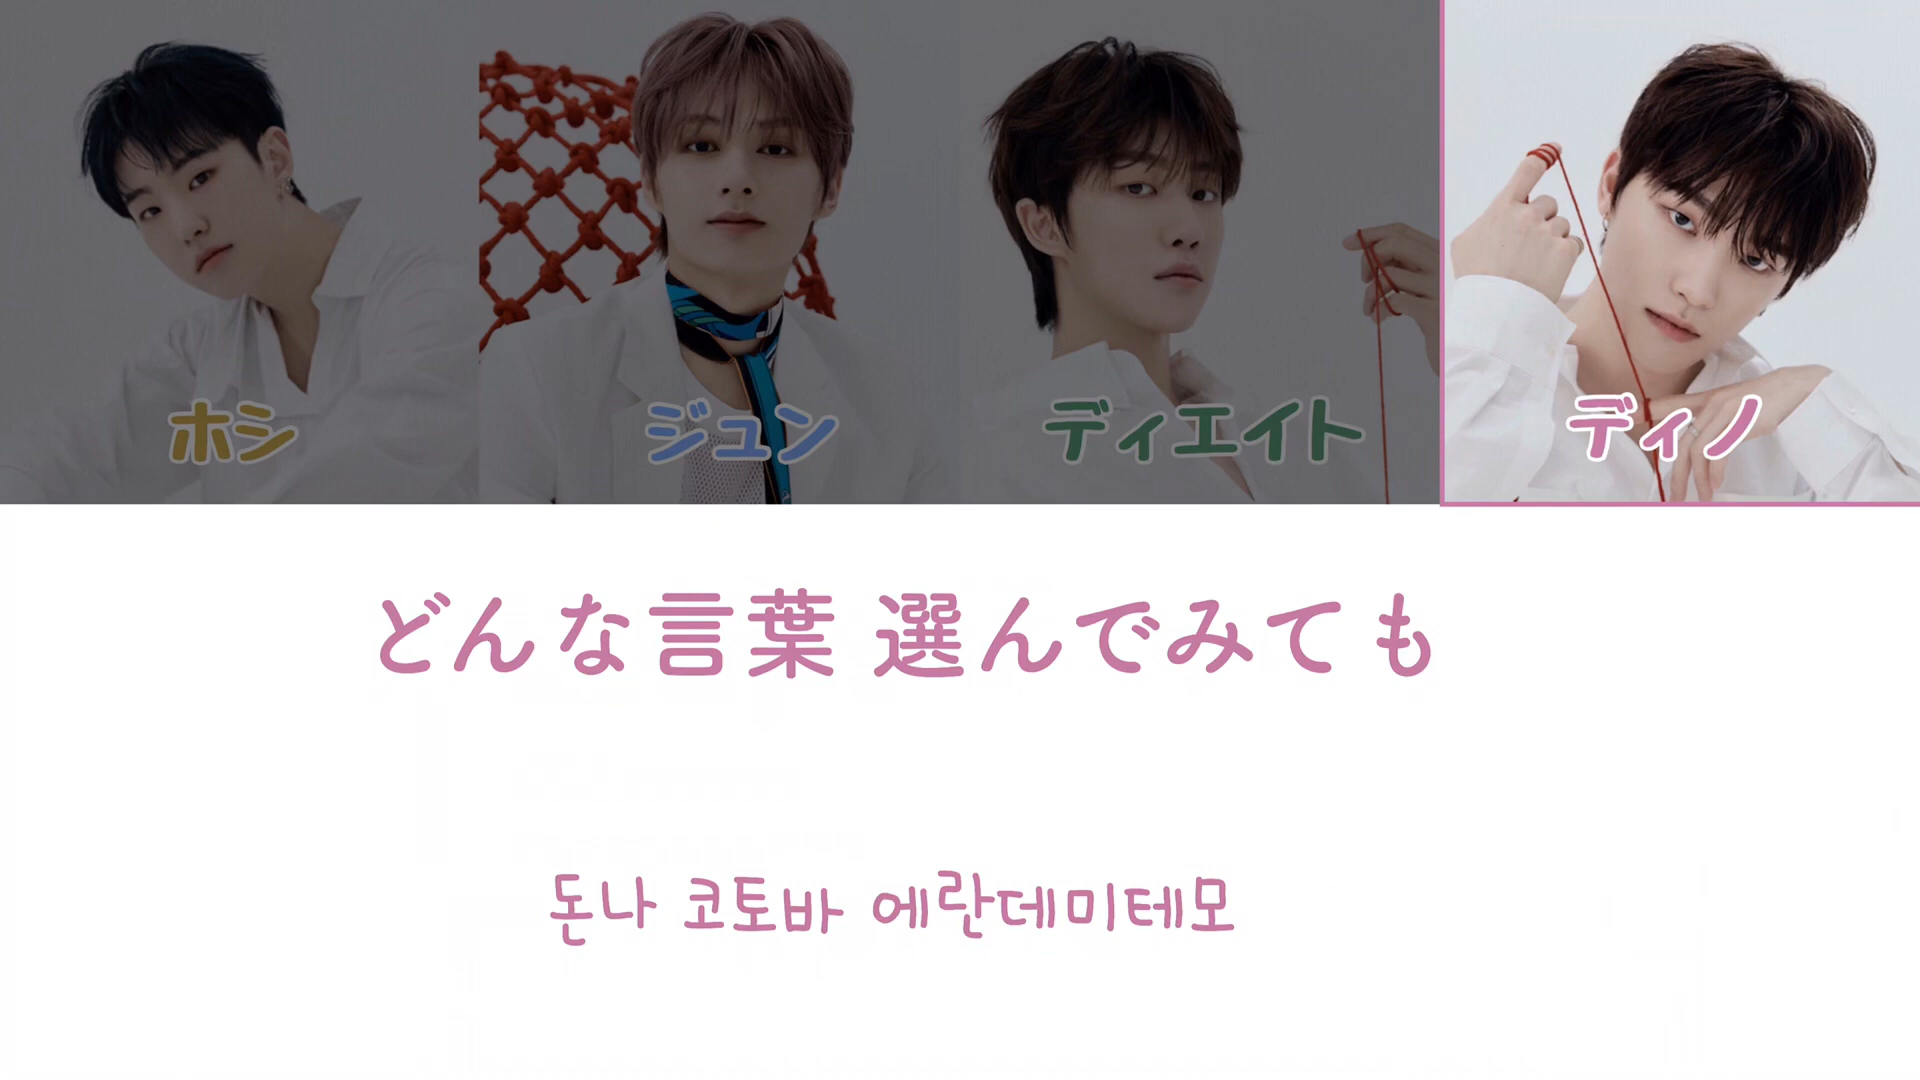 ホシ
ジュン
ディエイト
ディノ
どんな言葉 選んでみても
돈나 코토바 에란데미테모